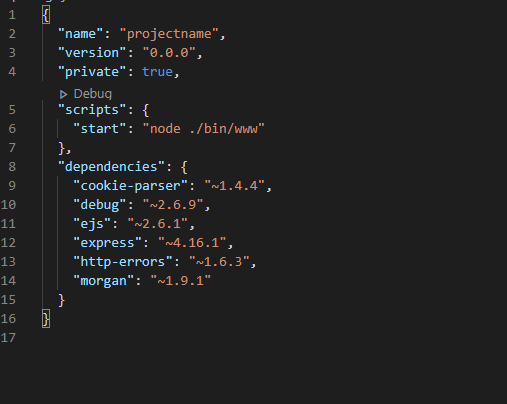 1 {
2 "name": "projectname",
3 "version": "0.0.0",
4 "private": true,
Debug
5 "scripts": {
6 "start": "node ./bin/www"
7 },
8 "dependencies": {
9 "cookie-parser": "~1.4.4",
10 "debug": "~2.6.9",
11 "ejs": "~2.6.1",
12 "express": "~4.16.1",
13 "http-errors": "~1.6.3",
14 "morgan": "~1.9.1"
15 }
16 }
17